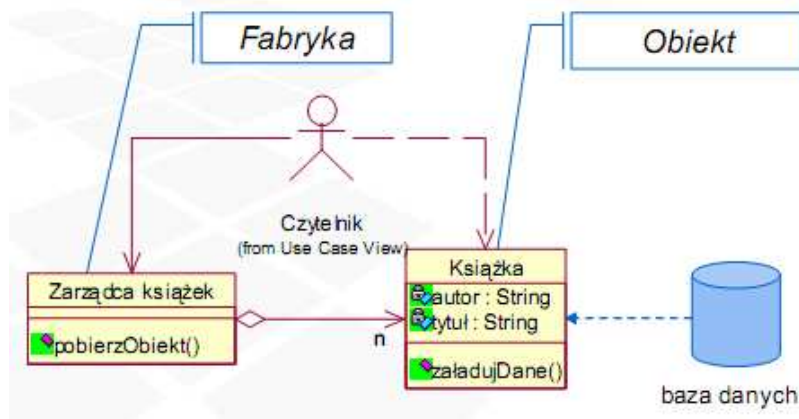 Fabryka
Obiekt
Czytelnik
(from Use Case View)
Zarządca książek
pobierzObiekt()
n
Książka
autor : String
tytuł : String
załadujDane()
baza danych